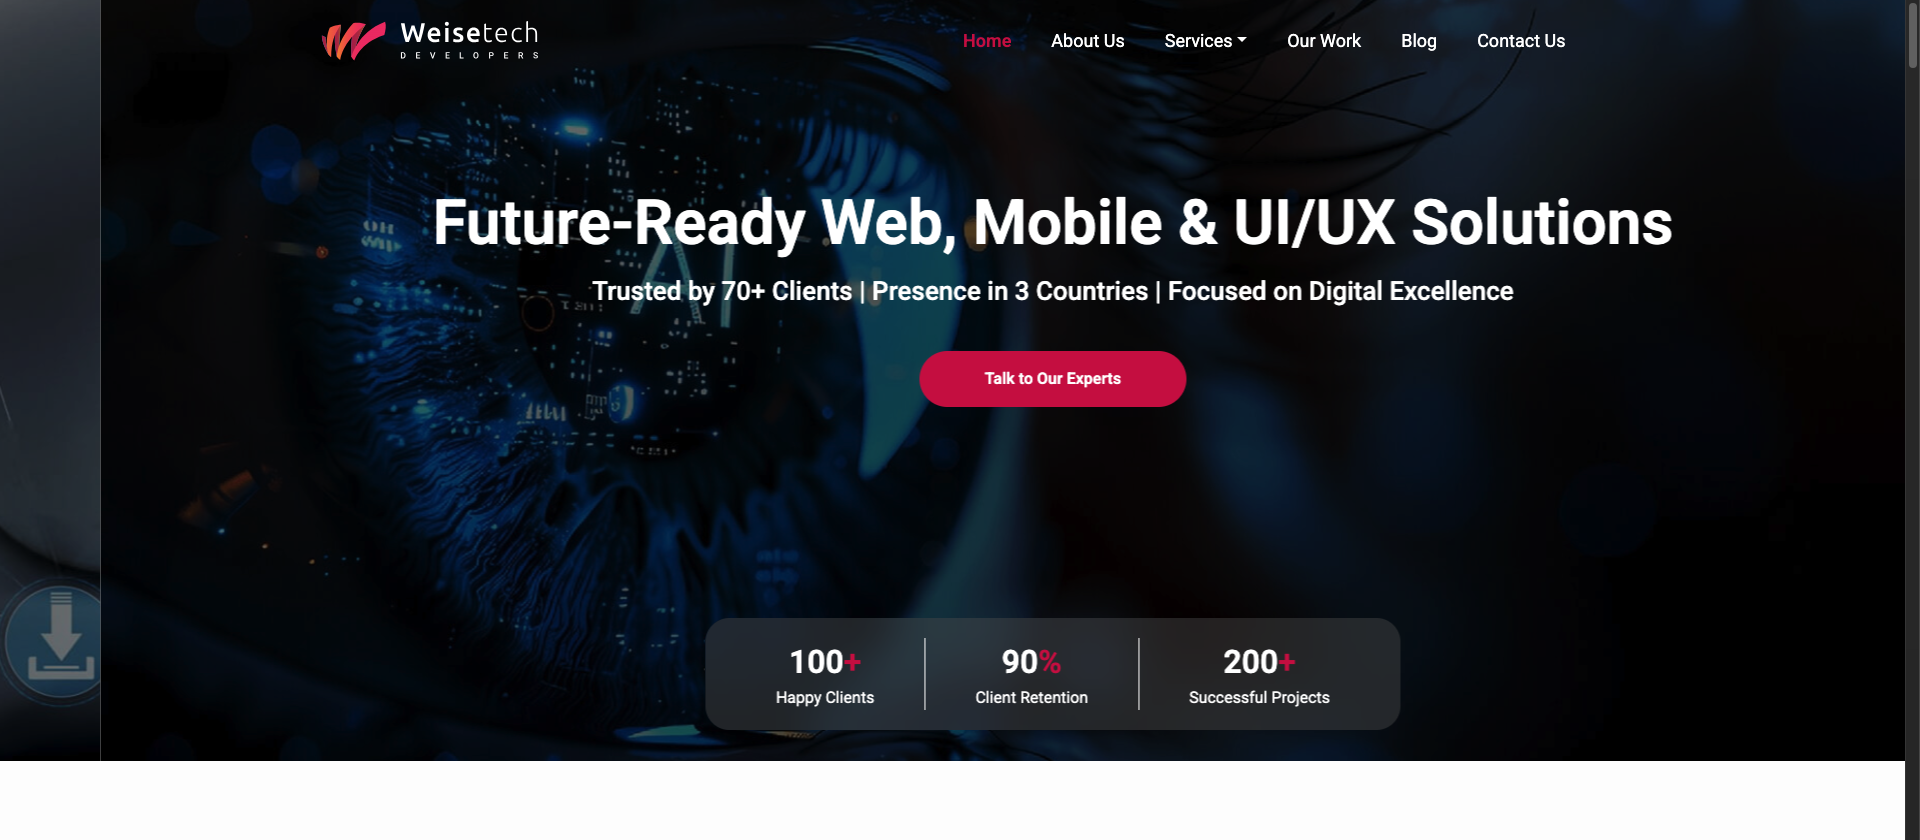 Weisetech
DEVELOPERS
Home
About Us
Services
Our Work
Blog
Contact Us
Future-Ready Web, Mobile & UI/UX Solutions
Trusted by 70+ Clients | Presence in 3 Countries | Focused on Digital Excellence
AI
Talk to Our Experts
100+
Happy Clients
90%
Client Retention
200+
Successful Projects